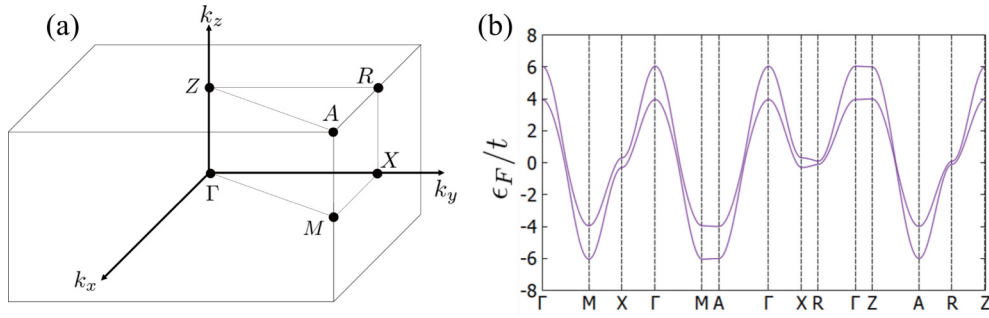 (a)
k_z
Z
R
A
X
Γ
k_y
M
k_x
(b)
ϵ_F/t
8
6
4
2
0
-2
-4
-6
-8
Γ M X Γ M A Γ X R Γ Z A R Z